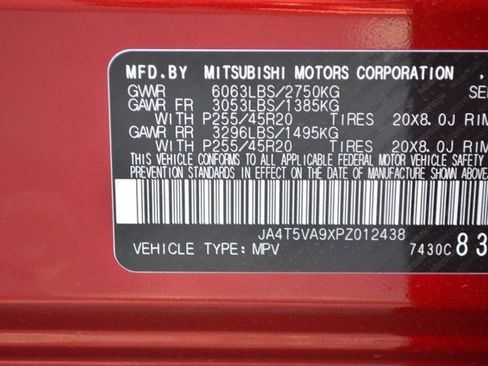 MFD.BY MITSUBISHI MOTORS CORPORATION
GVWR 6063LBS/2750KG
GAWR FR 3053LBS/1385KG
WITH P255/45R20 TIRES 20X8.0J RIM
GAWR RR 3296LBS/1495KG
WITH P255/45R20 TIRES 20X8.0J RIM
THIS VEHICLE CONFORMS TO ALL APPLICABLE FEDERAL MOTOR VEHICLE SAFETY
PREVENTION STANDARDS IN EFFECT ON THE DATE OF MANUFACTURE SHOWN ABOVE
JA4T5VA9XPZ012438
VEHICLE TYPE: MPV 7430C 83